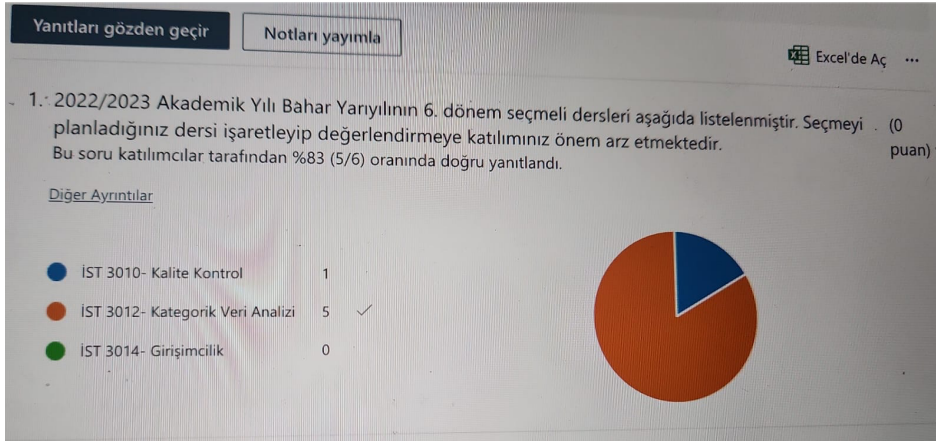 Yanıtları gözden geçir
Notları yayımla
Excel'de Aç ...
1. 2022/2023 Akademik Yılı Bahar Yarıyılının 6. dönem seçmeli dersleri aşağıda listelenmiştir. Seçmeyi (0
planladığınız dersi işaretleyip değerlendirmeye katılımınız önem arz etmektedir. puan)
Bu soru katılımcılar tarafından %83 (5/6) oranında doğru yanıtlandı.
Diğer Ayrıntılar
İST 3010- Kalite Kontrol 1
İST 3012- Kategorik Veri Analizi 5 ✓
İST 3014- Girişimcilik 0